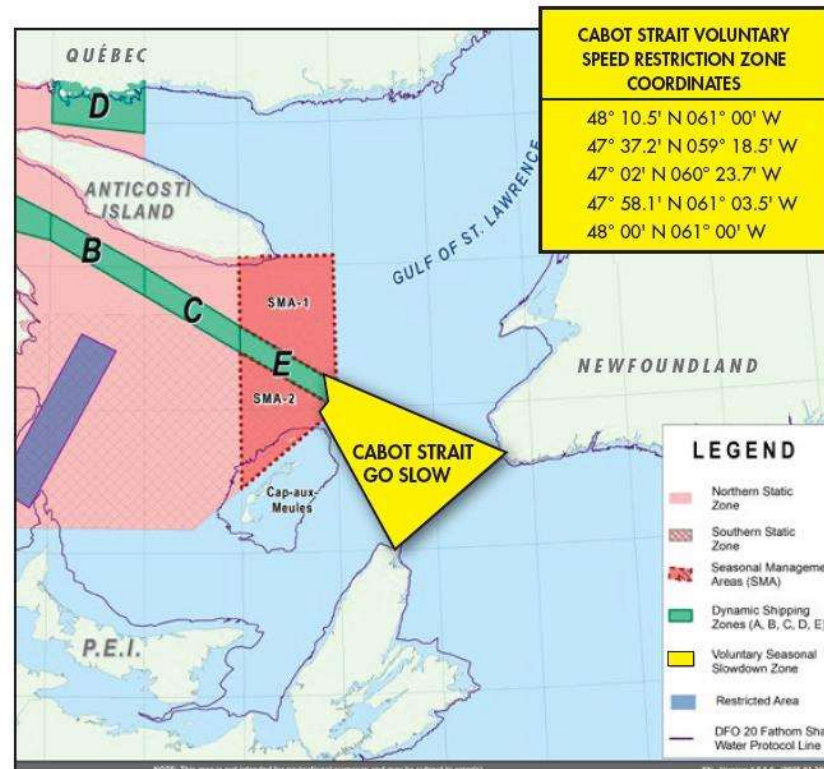 CABOT STRAIT VOLUNTARY
SPEED RESTRICTION ZONE
COORDINATES
48° 10.5' N 061° 00' W
47° 37.2' N 059° 18.5' W
47° 02' N 060° 23.7' W
47° 58.1' N 061° 03.5' W
48° 00' N 061° 00' W
QUÉBEC
D
ANTICOSTI
ISLAND
GULF OF ST. LAWRENCE
B
C
SMA-1
E
SMA-2
NEWFOUNDLAND
CABOT STRAIT
GO SLOW
Cap-aux-
Meules
P.E.I.
LEGEND
Northern Static
Zone
Southern Static
Zone
Seasonal Manageme
Areas (SMA)
Dynamic Shipping
Zones (A, B, C, D, E)
Voluntary Seasonal
Slowdown Zone
Restricted Area
DFO 20 Fathom Sha
Water Protocol Line